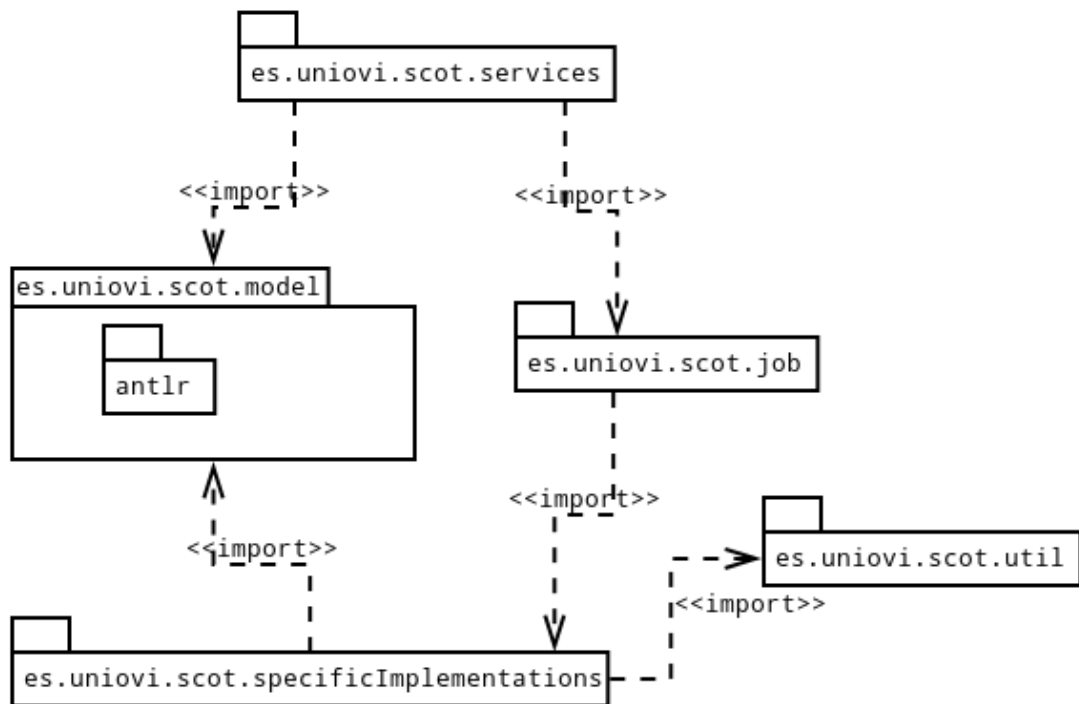 es.uniovi.scot.services
<<import>>
<<import>>
es.uniovi.scot.model
antlr
es.uniovi.scot.job
<<import>>
<<import>>
es.uniovi.scot.util
<<import>>
es.uniovi.scot.specificImplementations